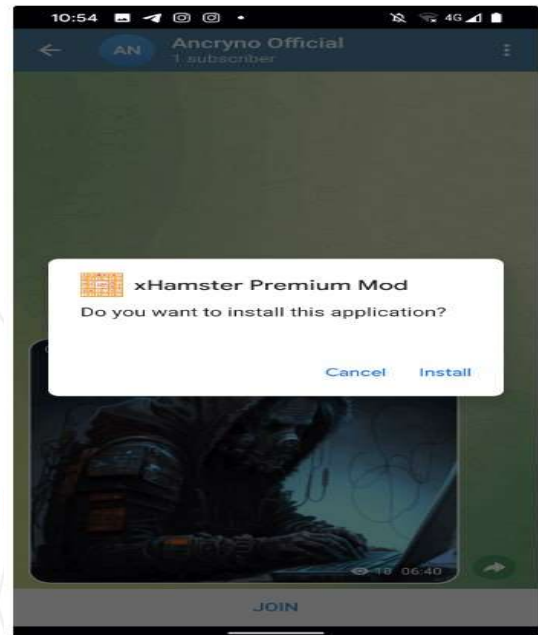 10:54
4G
AN
Ancryno Official
1 subscriber
xHamster Premium Mod
Do you want to install this application?
Cancel Install
18 06:40
JOIN